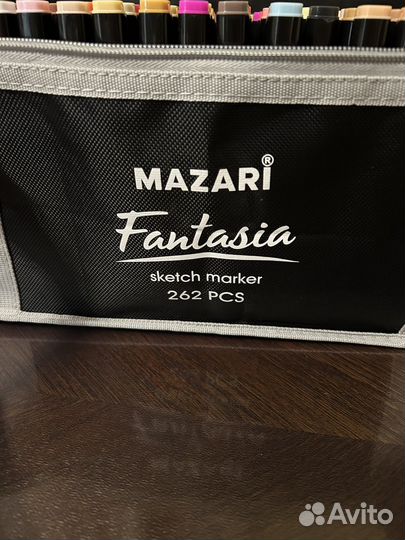 MAZARI®
Fantasia
sketch marker
262 PCS
Avito